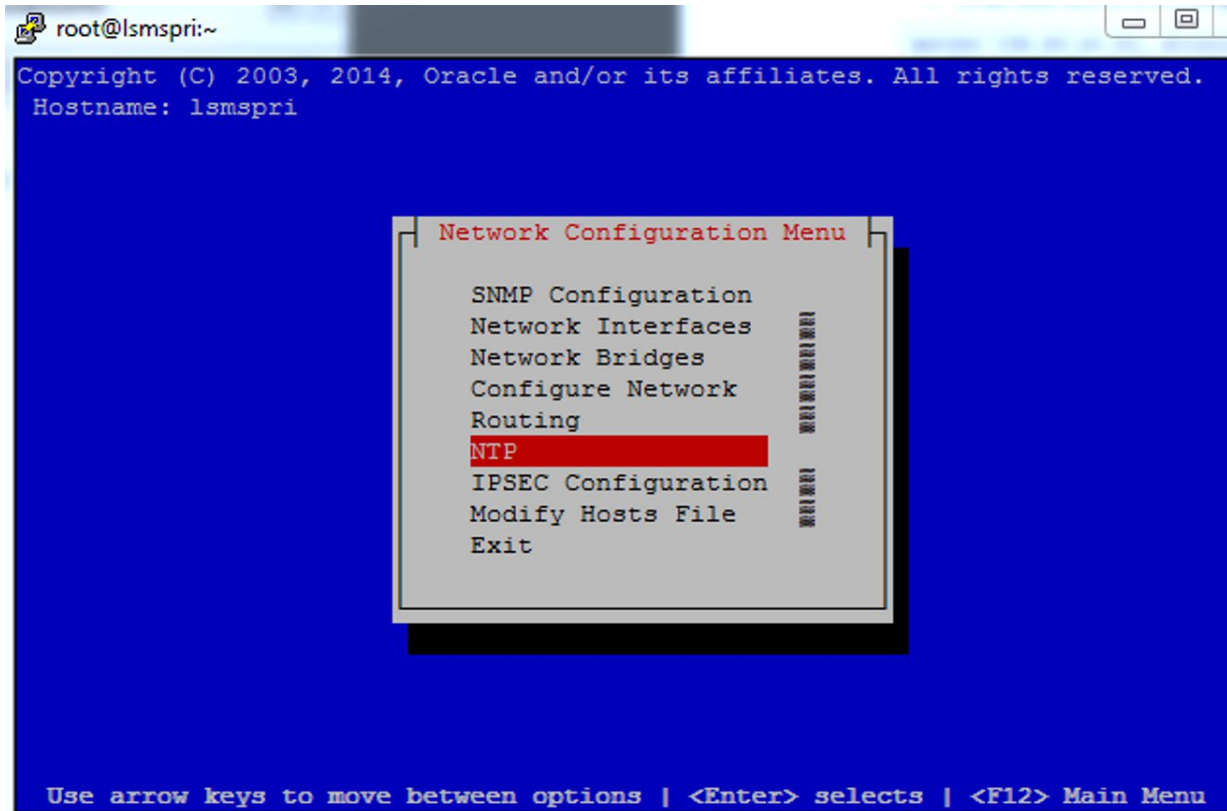 root@lsmspri:~
Copyright (C) 2003, 2014, Oracle and/or its affiliates. All rights reserved.
Hostname: lsmspri
Network Configuration Menu
SNMP Configuration
Network Interfaces
Network Bridges
Configure Network
Routing
NTP
IPSEC Configuration
Modify Hosts File
Exit
Use arrow keys to move between options | <Enter> selects | <F12> Main Menu